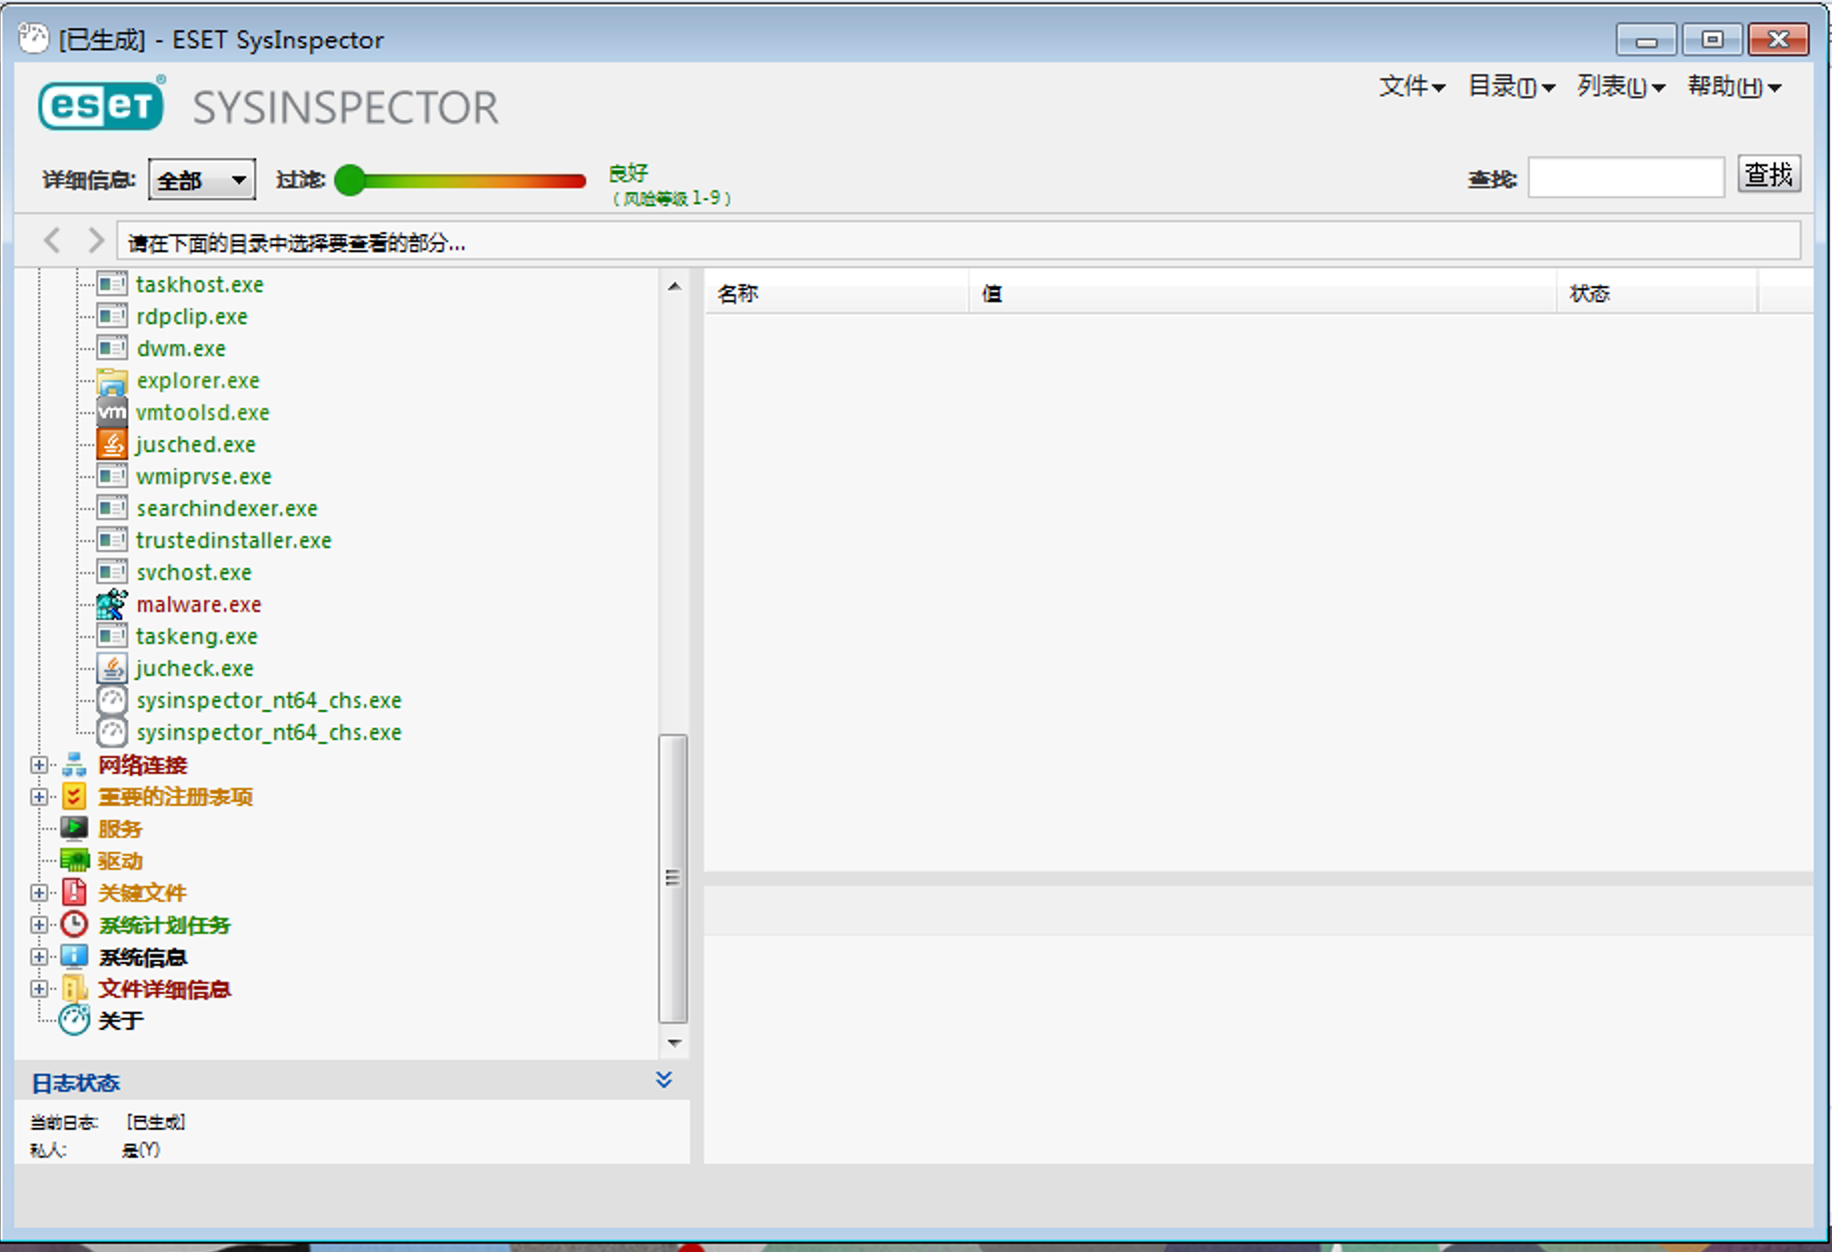 [已生成] - ESET SysInspector
eseT® SYSINSPECTOR
文件 目录(T) 列表(L) 帮助(H)
详细信息: 全部 过滤: 良好
(风险等级 1-9)
查找: 查找
请在下面的目录中选择要查看的部分...
taskhost.exe
rdpclip.exe
dwm.exe
explorer.exe
vm vmtoolsd.exe
jusched.exe
wmiprvse.exe
searchindexer.exe
trustedinstaller.exe
svchost.exe
malware.exe
taskeng.exe
jucheck.exe
sysinspector_nt64_chs.exe
sysinspector_nt64_chs.exe
网络连接
重要的注册表项
服务
驱动
关键文件
系统计划任务
系统信息
文件详细信息
关于
名称 值 状态
日志状态
当前日志: [已生成]
私人: 是(Y)